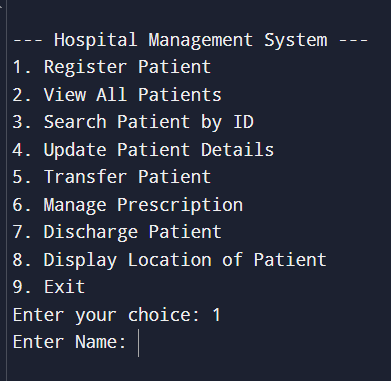 --- Hospital Management System ---
1. Register Patient
2. View All Patients
3. Search Patient by ID
4. Update Patient Details
5. Transfer Patient
6. Manage Prescription
7. Discharge Patient
8. Display Location of Patient
9. Exit
Enter your choice: 1
Enter Name: